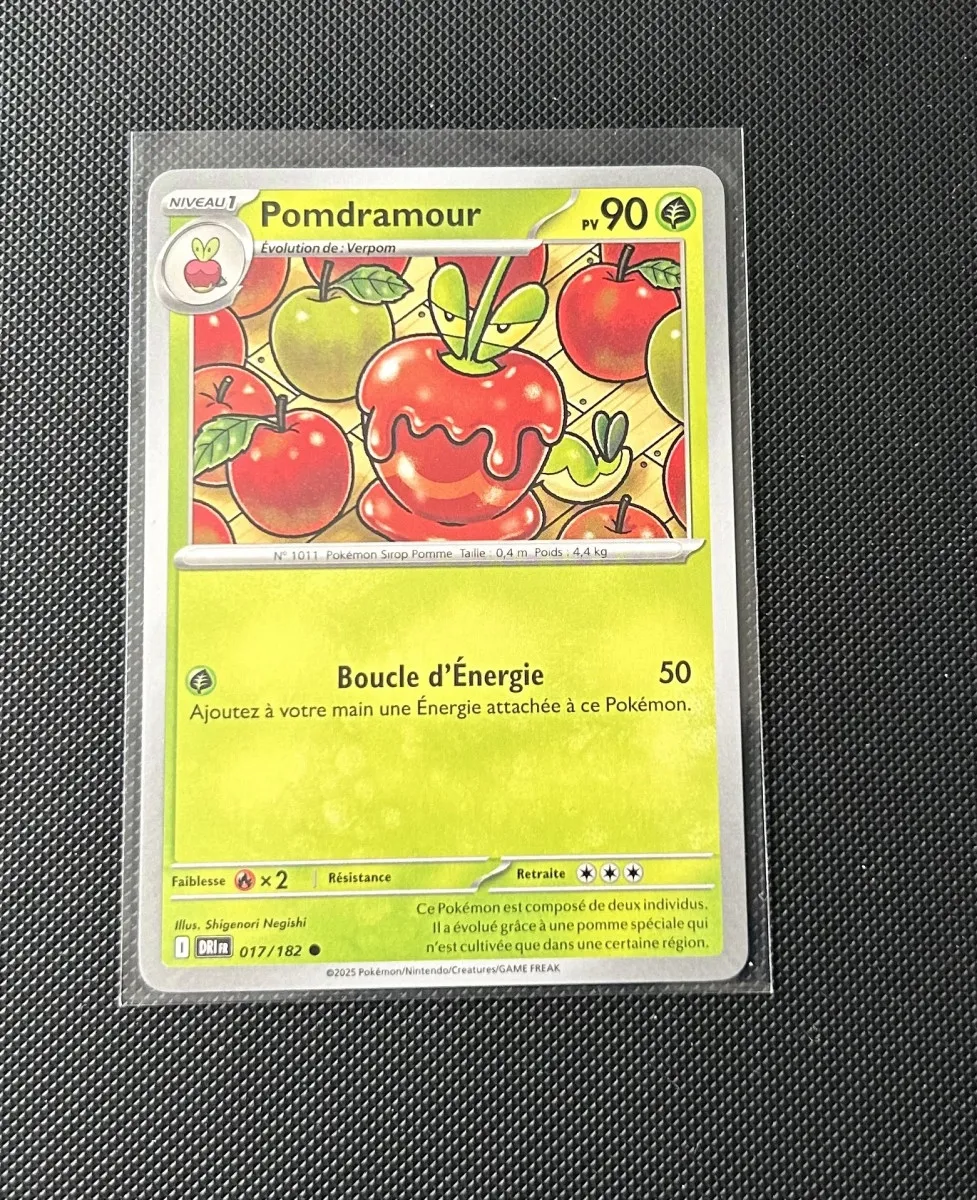 NIVEAU 1
Pomdramour
PV 90
Évolution de : Verpom
N° 1011 Pokémon Sirop Pomme Taille : 0,4 m Poids : 4,4 kg
Boucle d'Énergie 50
Ajoutez à votre main une Énergie attachée à ce Pokémon.
Faiblesse ×2 Résistance Retraite
Illus. Shigenori Negishi
Ce Pokémon est composé de deux individus.
Il a évolué grâce à une pomme spéciale qui
n'est cultivée que dans une certaine région.
I DRI FR 017/182
©2025 Pokémon/Nintendo/Creatures/GAME FREAK